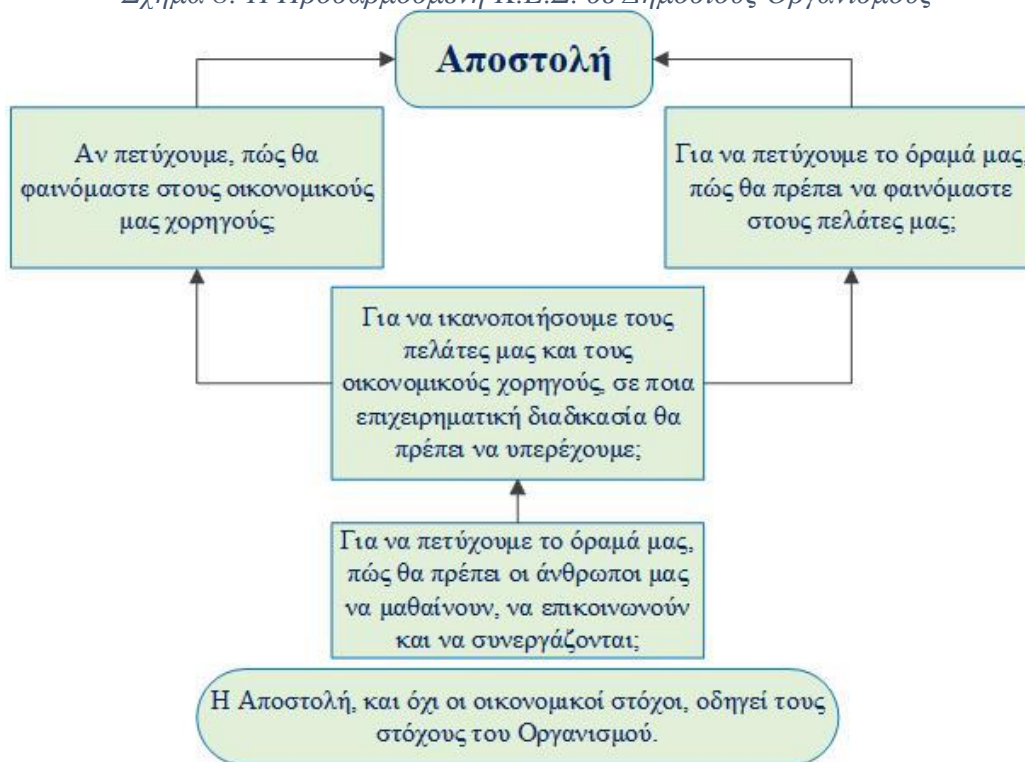 Αποστολή
Αν πετύχουμε, πώς θα
φαινόμαστε στους οικονομικούς
μας χορηγούς;
Για να πετύχουμε το όραμά μας,
πώς θα πρέπει να φαινόμαστε
στους πελάτες μας;
Για να ικανοποιήσουμε τους
πελάτες μας και τους
οικονομικούς χορηγούς, σε ποια
επιχειρηματική διαδικασία θα
πρέπει να υπερέχουμε;
Για να πετύχουμε το όραμά μας,
πώς θα πρέπει οι άνθρωποι μας
να μαθαίνουν, να επικοινωνούν
και να συνεργάζονται;
Η Αποστολή, και όχι οι οικονομικοί στόχοι, οδηγεί τους
στόχους του Οργανισμού.